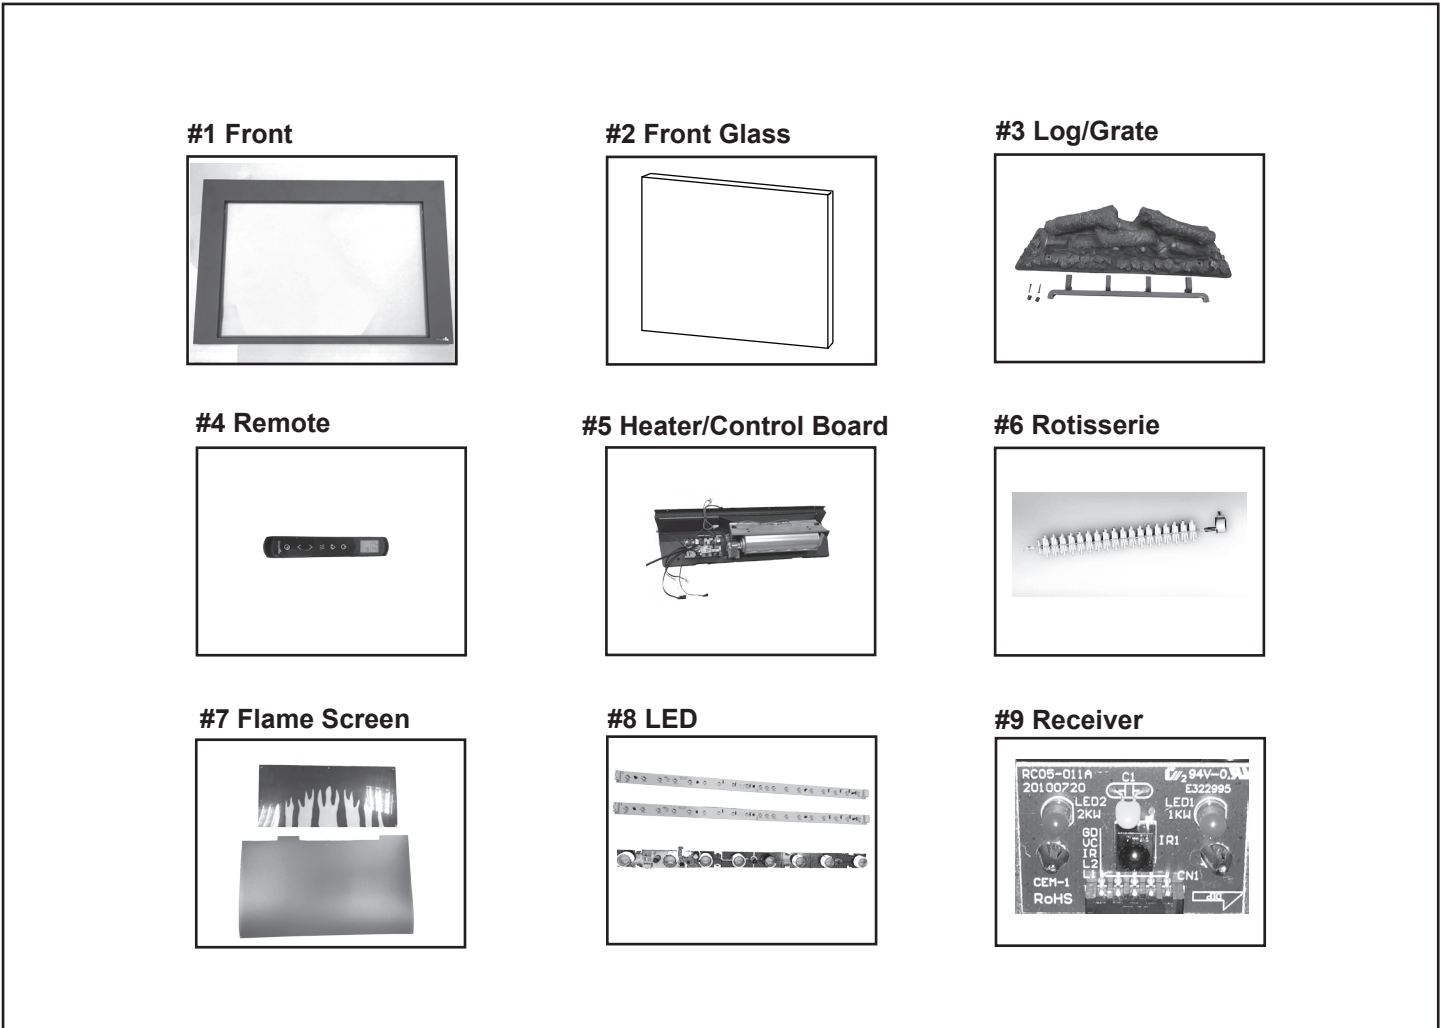 #1 Front
#2 Front Glass
#3 Log/Grate
#4 Remote
#5 Heater/Control Board
#6 Rotisserie
#7 Flame Screen
#8 LED
#9 Receiver
RC05-011A
20100720
C1
94V-0
E322995
LED2
2KW
LED1
1KW
GD
VC
IR
L2
L1
IR1
CEM-1
RoHS
CN1
DIP